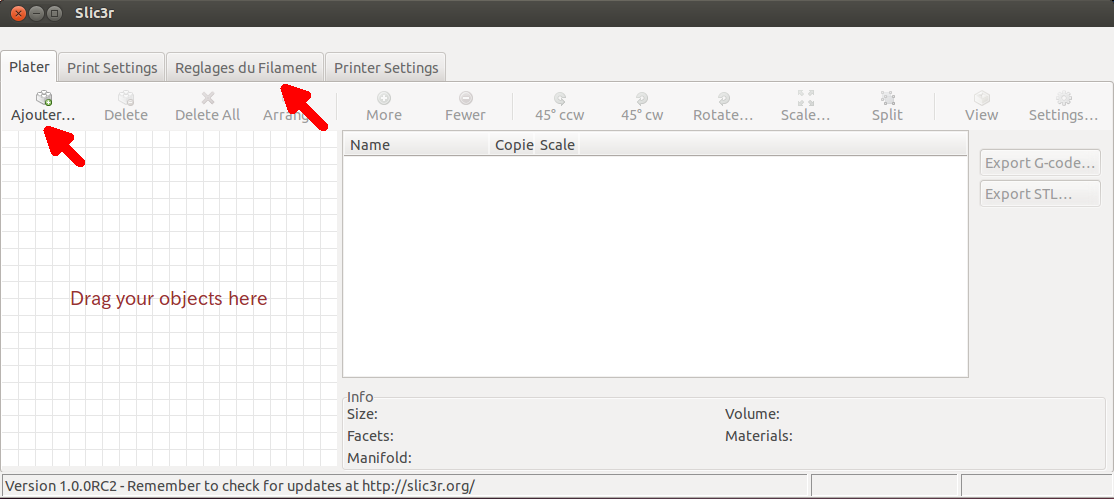 Slic3r
Plater Print Settings Reglages du Filament Printer Settings
Ajouter... Delete Delete All Arrang More Fewer 45° ccw 45° cw Rotate... Scale... Split View Settings...
Name Copie Scale
Export G-code...
Export STL...
Drag your objects here
Info
Size: Volume:
Facets: Materials:
Manifold:
Version 1.0.0RC2 - Remember to check for updates at http://slic3r.org/